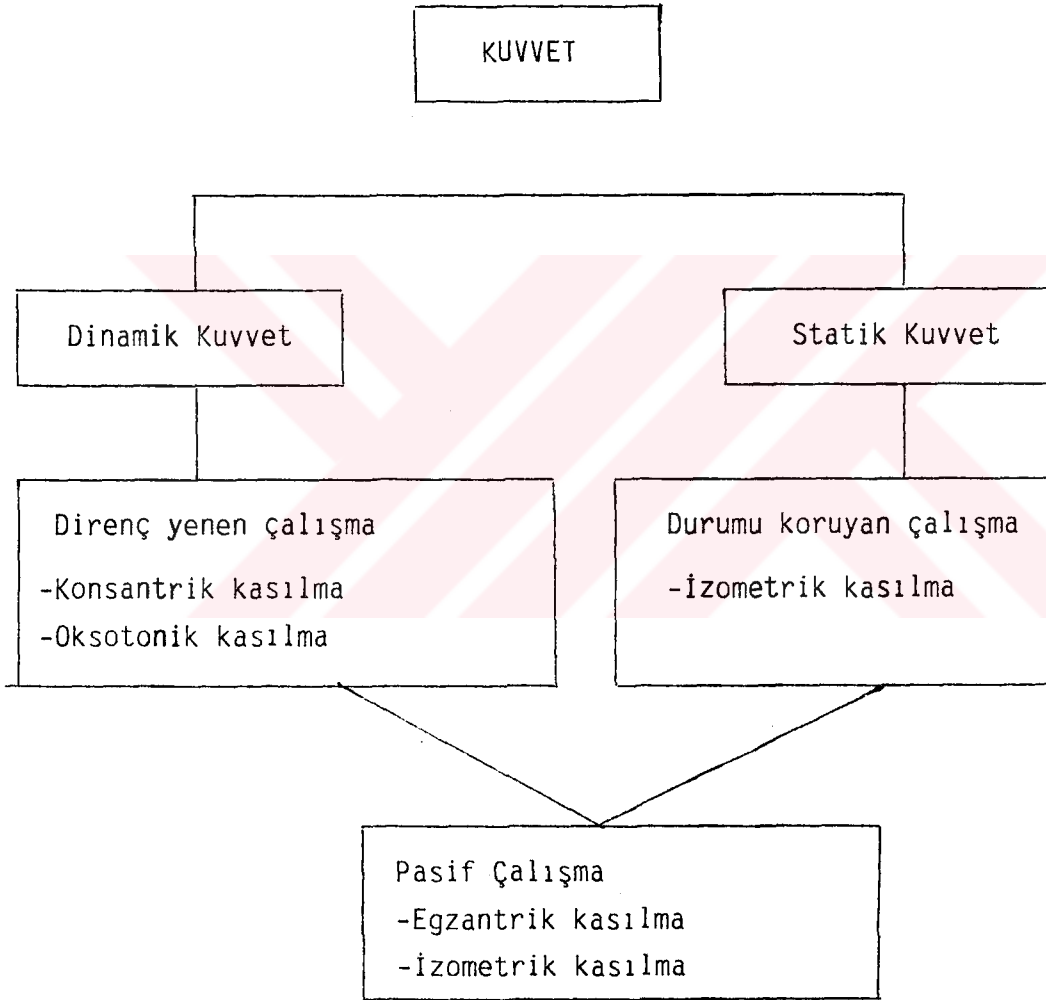 KUVVET
Dinamik Kuvvet
Statik Kuvvet
Direnç yenen çalışma
-Konsantrik kasılma
-Oksotonik kasılma
Durumu koruyan çalışma
-İzometrik kasılma
Pasif Çalışma
-Egzantrik kasılma
-İzometrik kasılma